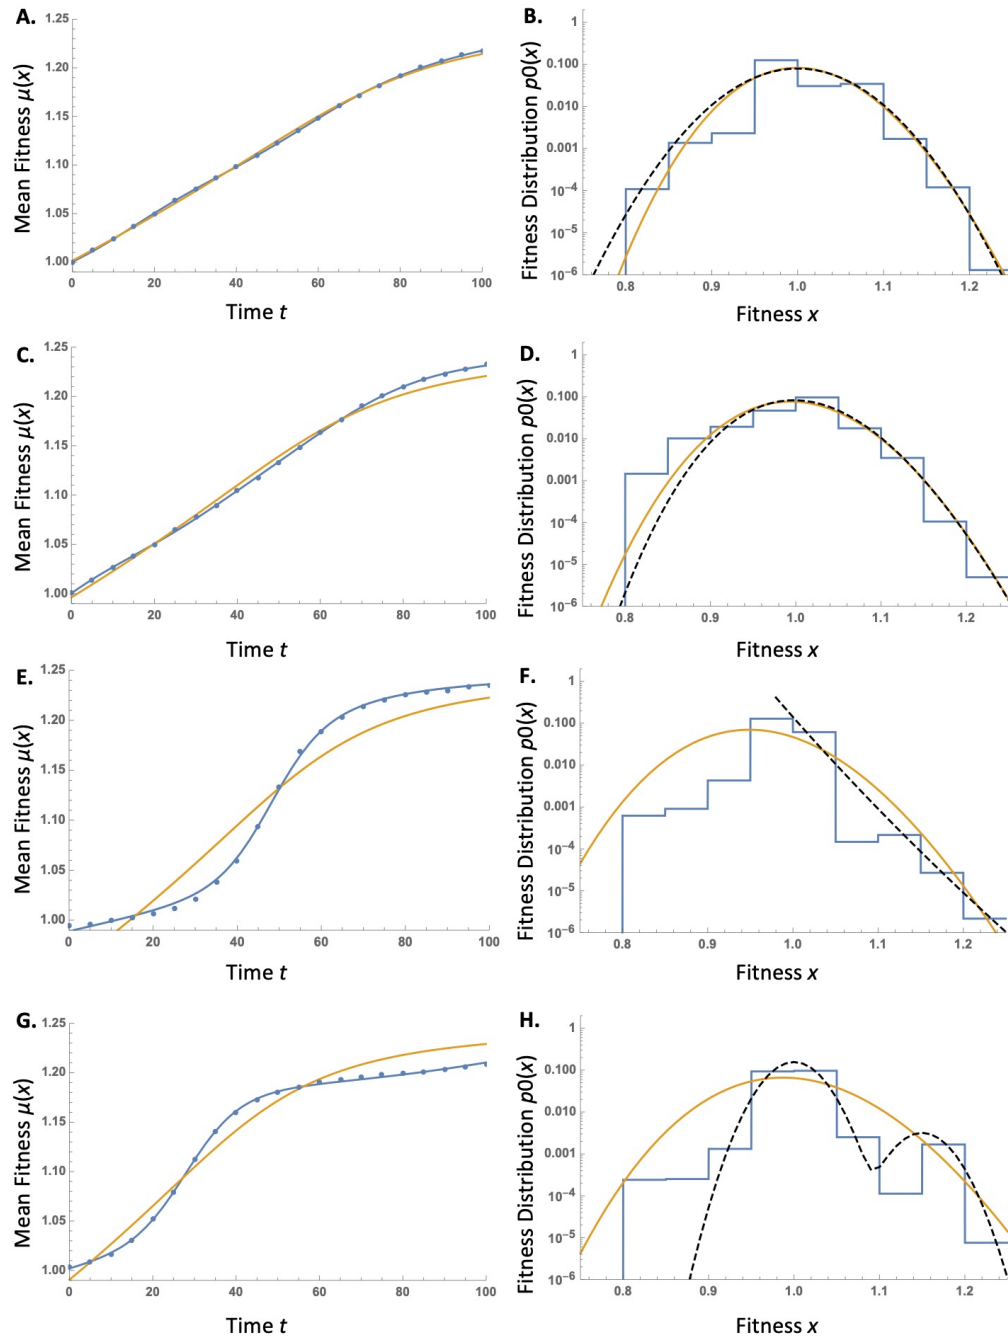 A.
Mean Fitness μ(x)
1.25
1.20
1.15
1.10
1.05
1.00
0 20 40 60 80 100
Time t
B.
Fitness Distribution p0(x)
1
0.100
0.010
0.001
10⁻⁴
10⁻⁵
10⁻⁶
0.8 0.9 1.0 1.1 1.2
Fitness x
C.
Mean Fitness μ(x)
1.25
1.20
1.15
1.10
1.05
1.00
0 20 40 60 80 100
Time t
D.
Fitness Distribution p0(x)
1
0.100
0.010
0.001
10⁻⁴
10⁻⁵
10⁻⁶
0.8 0.9 1.0 1.1 1.2
Fitness x
E.
Mean Fitness μ(x)
1.25
1.20
1.15
1.10
1.05
1.00
0 20 40 60 80 100
Time t
F.
Fitness Distribution p0(x)
1
0.100
0.010
0.001
10⁻⁴
10⁻⁵
10⁻⁶
0.8 0.9 1.0 1.1 1.2
Fitness x
G.
Mean Fitness μ(x)
1.25
1.20
1.15
1.10
1.05
1.00
0 20 40 60 80 100
Time t
H.
Fitness Distribution p0(x)
1
0.100
0.010
0.001
10⁻⁴
10⁻⁵
10⁻⁶
0.8 0.9 1.0 1.1 1.2
Fitness x